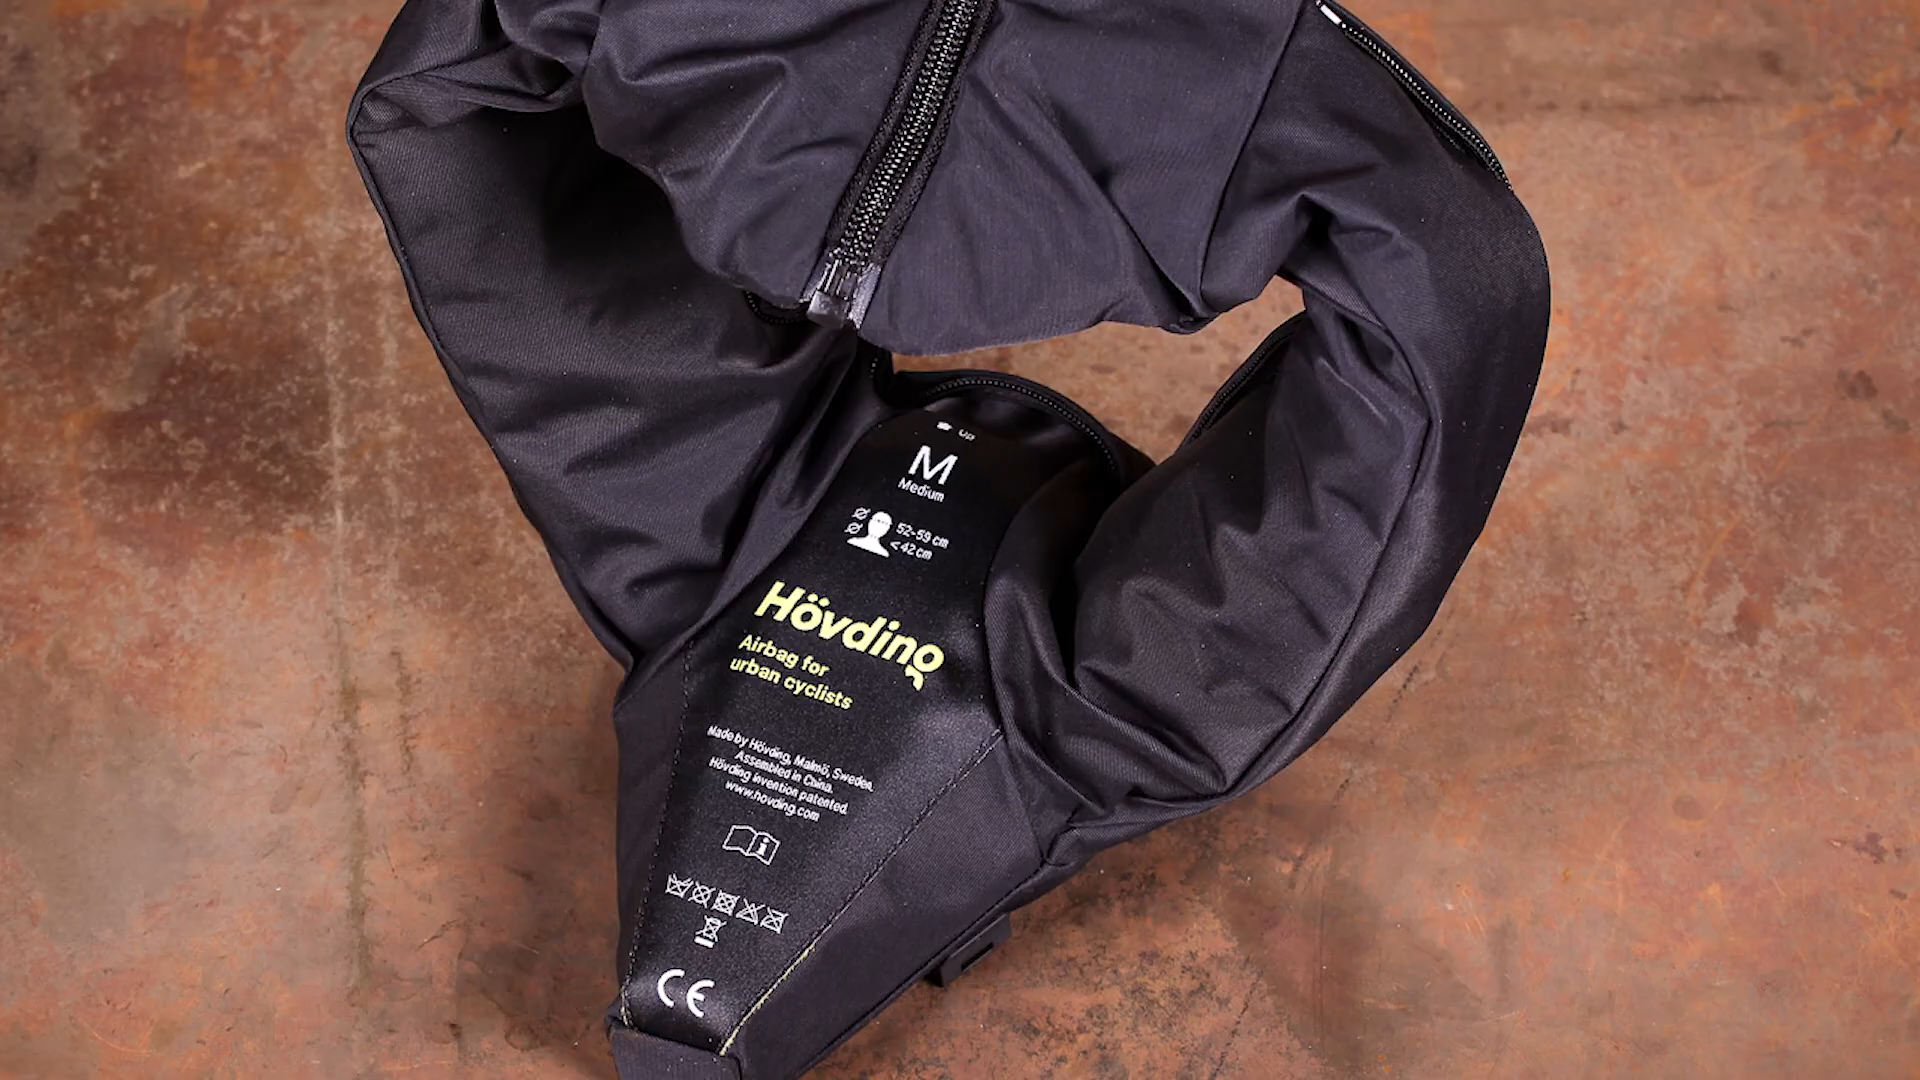 Up
M
Medium
Ø 52-59 cm
Ø <42 cm
Hövding
Airbag for
urban cyclists
Made by Hövding, Malmö, Sweden.
Assembled in China.
Hövding invention patented.
www.hovding.com
i
CE